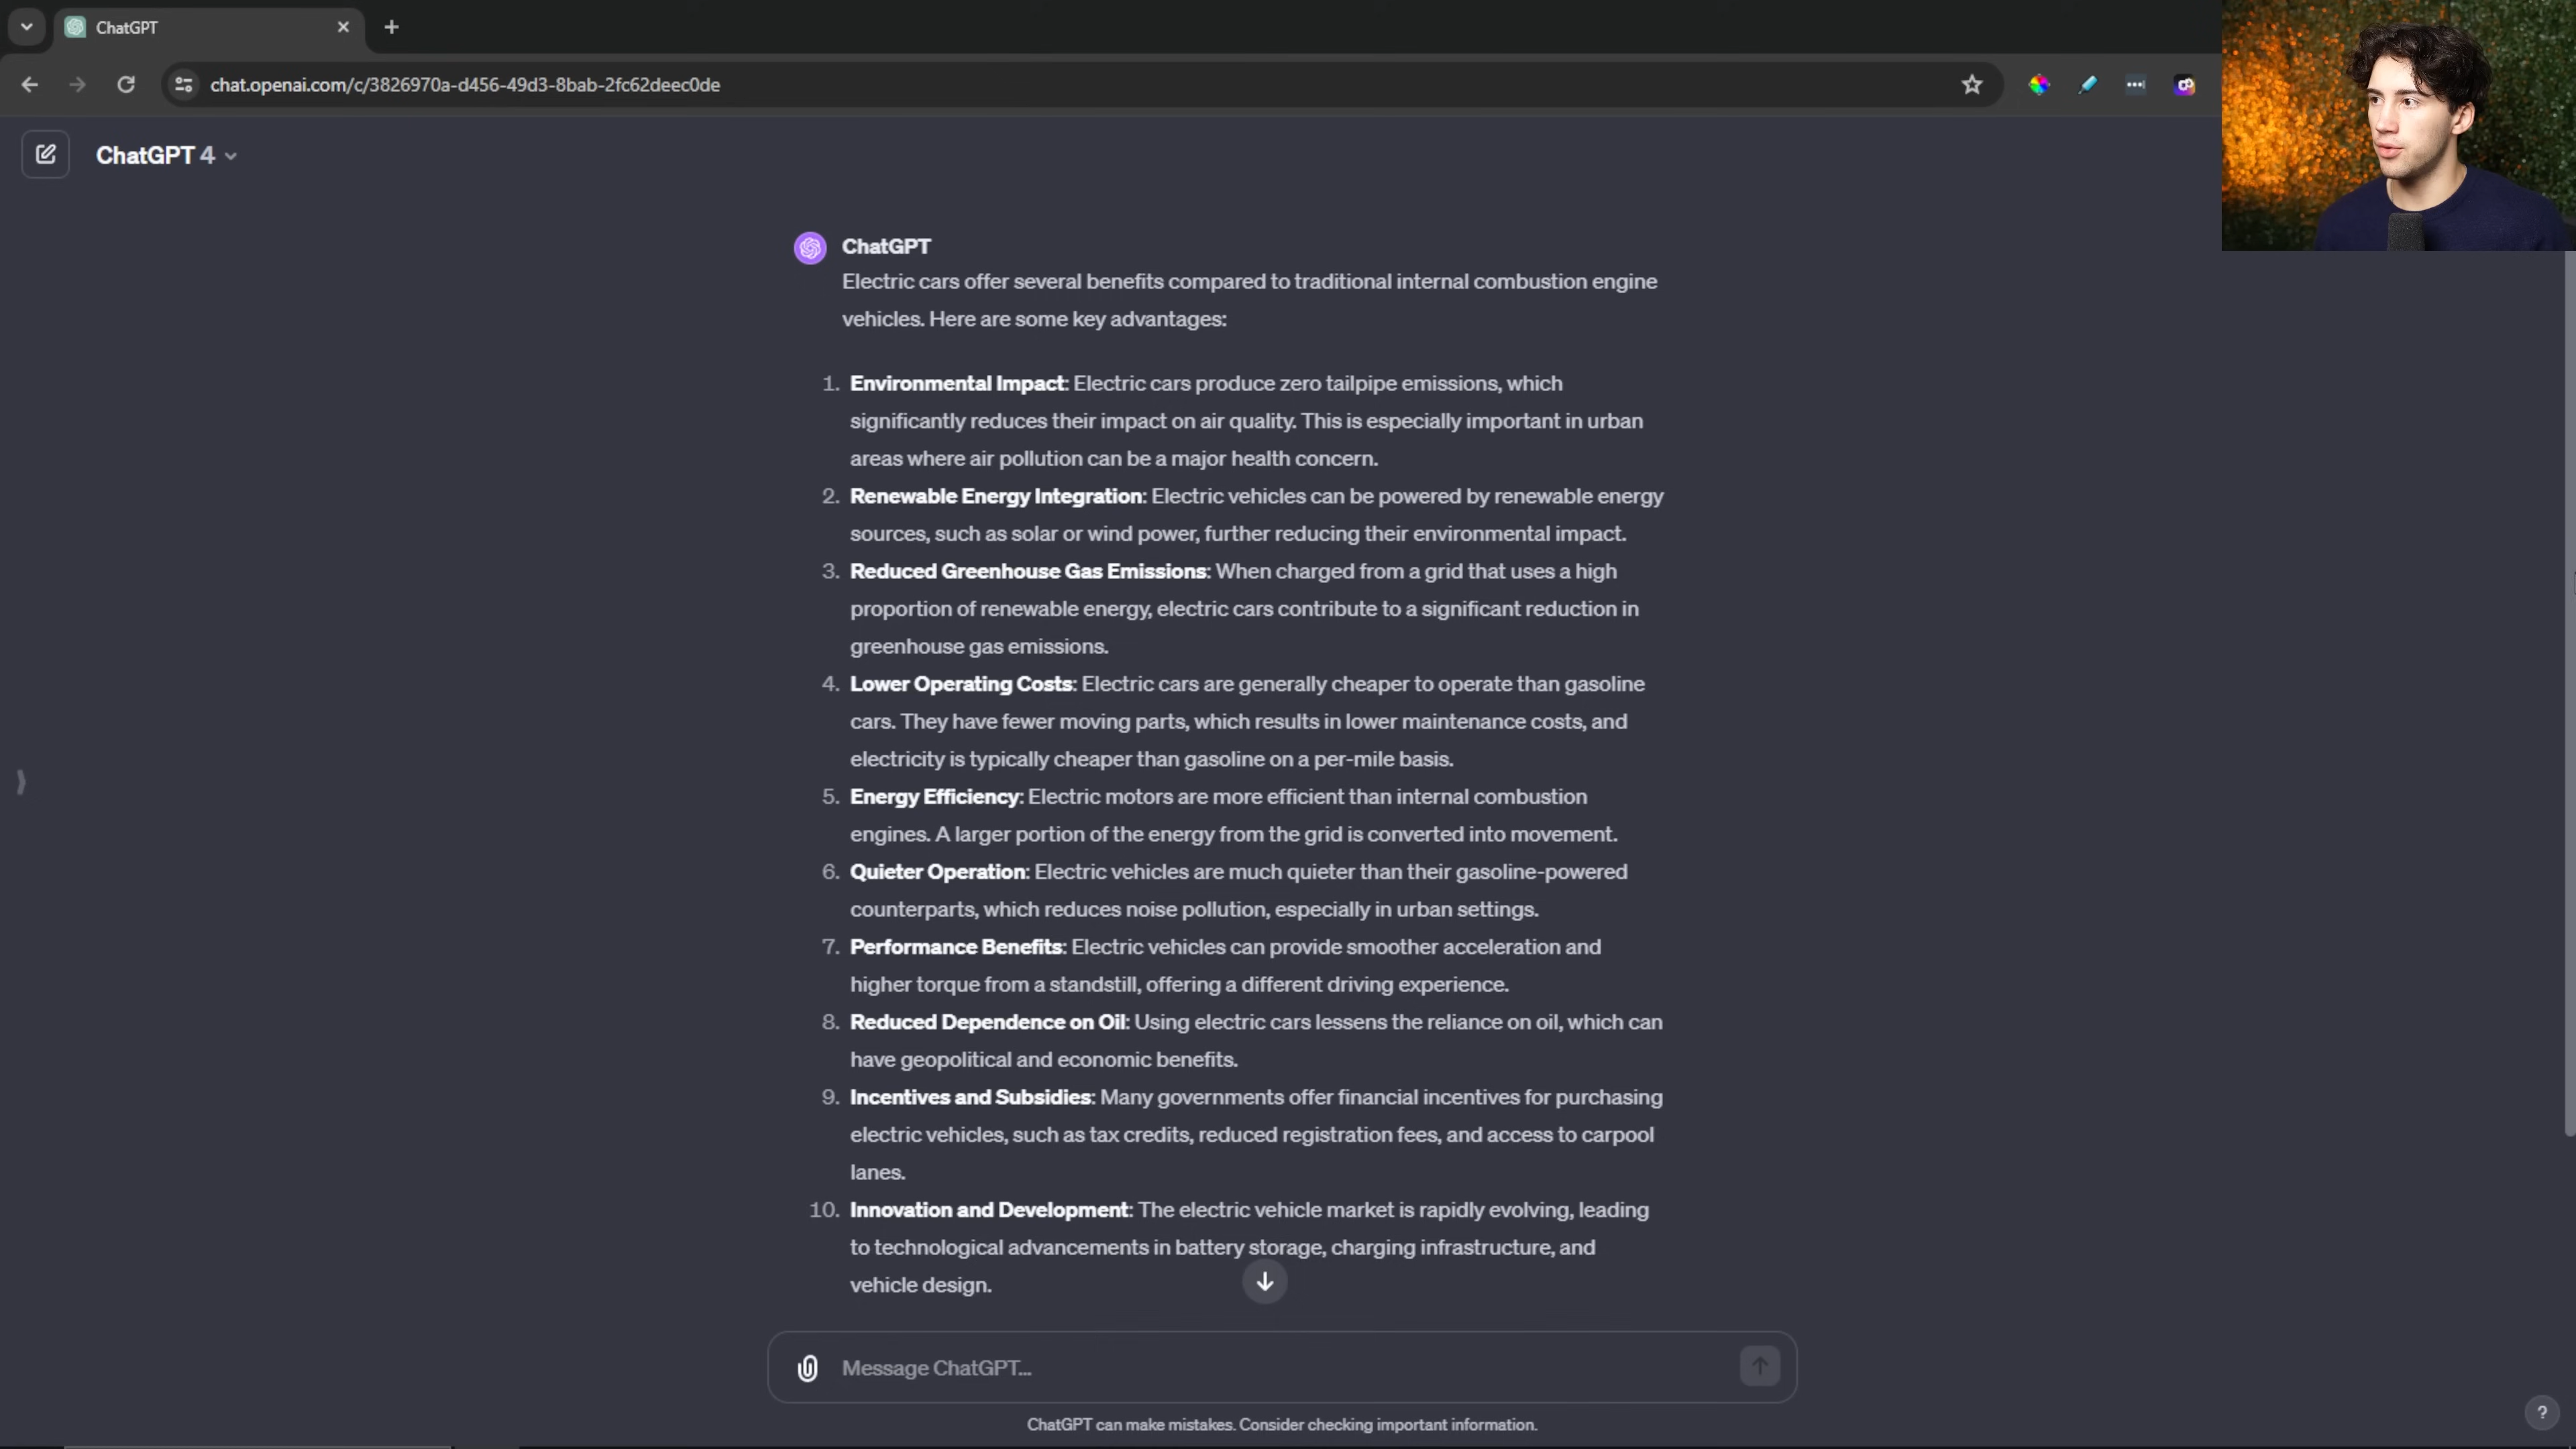 ChatGPT
chat.openai.com/c/3826970a-d456-49d3-8bab-2fc62deec0de
ChatGPT 4
ChatGPT
Electric cars offer several benefits compared to traditional internal combustion engine
vehicles. Here are some key advantages:
1. Environmental Impact: Electric cars produce zero tailpipe emissions, which
significantly reduces their impact on air quality. This is especially important in urban
areas where air pollution can be a major health concern.
2. Renewable Energy Integration: Electric vehicles can be powered by renewable energy
sources, such as solar or wind power, further reducing their environmental impact.
3. Reduced Greenhouse Gas Emissions: When charged from a grid that uses a high
proportion of renewable energy, electric cars contribute to a significant reduction in
greenhouse gas emissions.
4. Lower Operating Costs: Electric cars are generally cheaper to operate than gasoline
cars. They have fewer moving parts, which results in lower maintenance costs, and
electricity is typically cheaper than gasoline on a per-mile basis.
5. Energy Efficiency: Electric motors are more efficient than internal combustion
engines. A larger portion of the energy from the grid is converted into movement.
6. Quieter Operation: Electric vehicles are much quieter than their gasoline-powered
counterparts, which reduces noise pollution, especially in urban settings.
7. Performance Benefits: Electric vehicles can provide smoother acceleration and
higher torque from a standstill, offering a different driving experience.
8. Reduced Dependence on Oil: Using electric cars lessens the reliance on oil, which can
have geopolitical and economic benefits.
9. Incentives and Subsidies: Many governments offer financial incentives for purchasing
electric vehicles, such as tax credits, reduced registration fees, and access to carpool
lanes.
10. Innovation and Development: The electric vehicle market is rapidly evolving, leading
to technological advancements in battery storage, charging infrastructure, and
vehicle design.
Message ChatGPT...
ChatGPT can make mistakes. Consider checking important information.
?